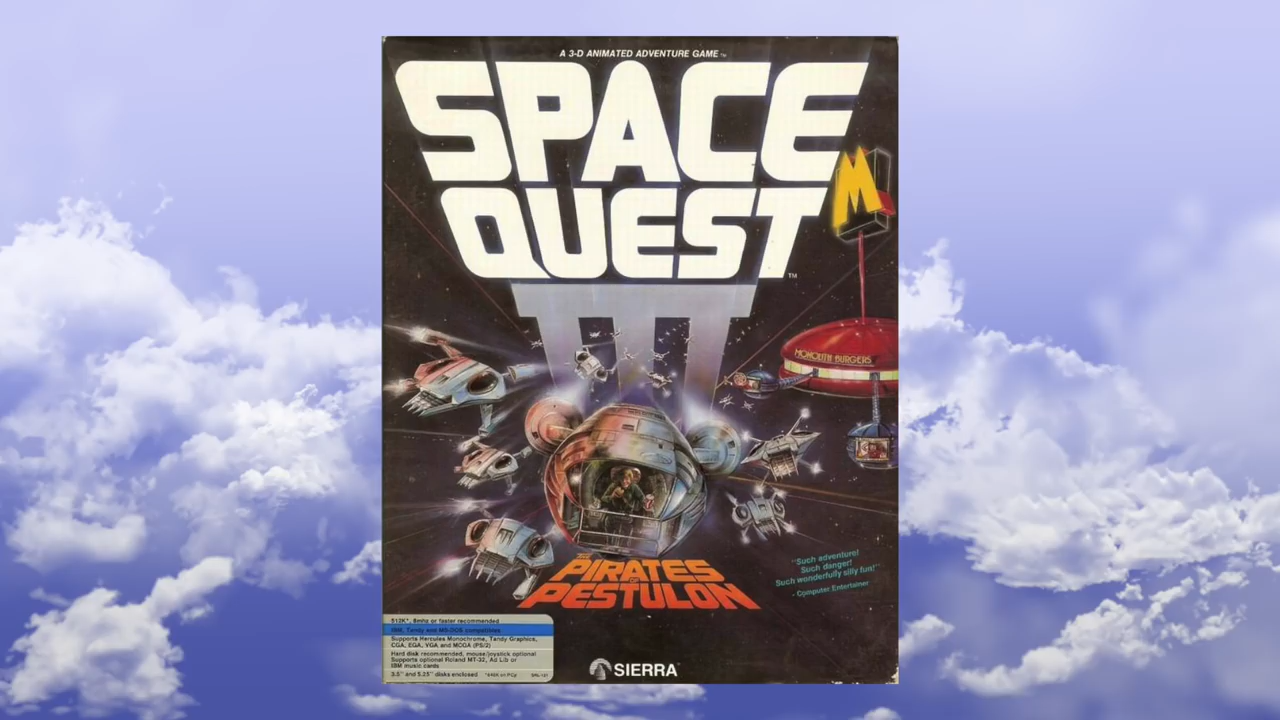 A 3-D ANIMATED ADVENTURE GAME™
SPACE
QUEST™
III
M
MONOLITH BURGERS
THE
PIRATES
OF
PESTULON
"Such adventure!
Such danger!
Such wonderfully silly fun!"
- Computer Entertainer
512K*, 8mhz or faster recommended
IBM, Tandy and MS-DOS compatibles
Supports Hercules Monochrome, Tandy Graphics,
CGA, EGA, VGA and MCGA (PS/2)
Hard disk recommended, mouse/joystick optional
Supports optional Roland MT-32, Ad Lib or
IBM music cards
3.5" and 5.25" disks enclosed
SIERRA